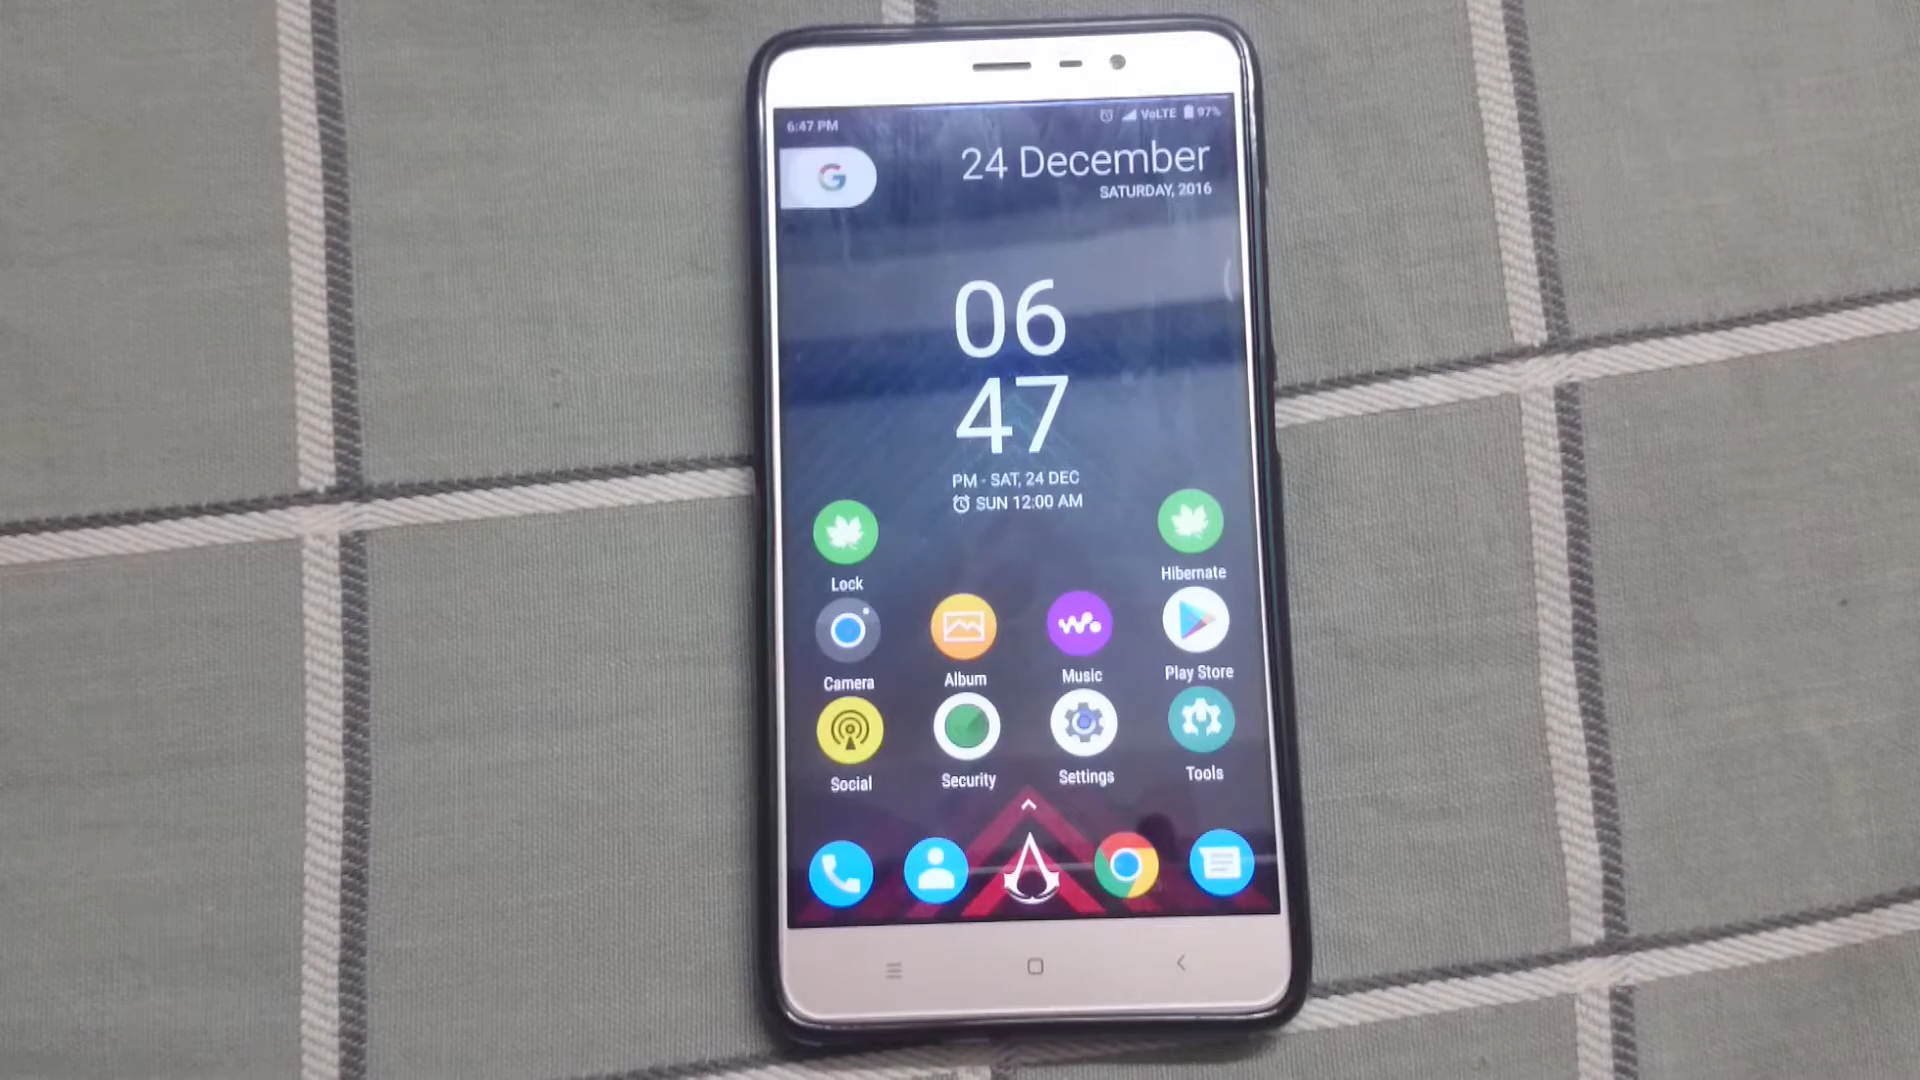 6:47 PM
VoLTE 97%
G
24 December
SATURDAY, 2016
06
47
PM - SAT, 24 DEC
SUN 12:00 AM
Lock
Hibernate
Camera
Album
Music
Play Store
Social
Security
Settings
Tools